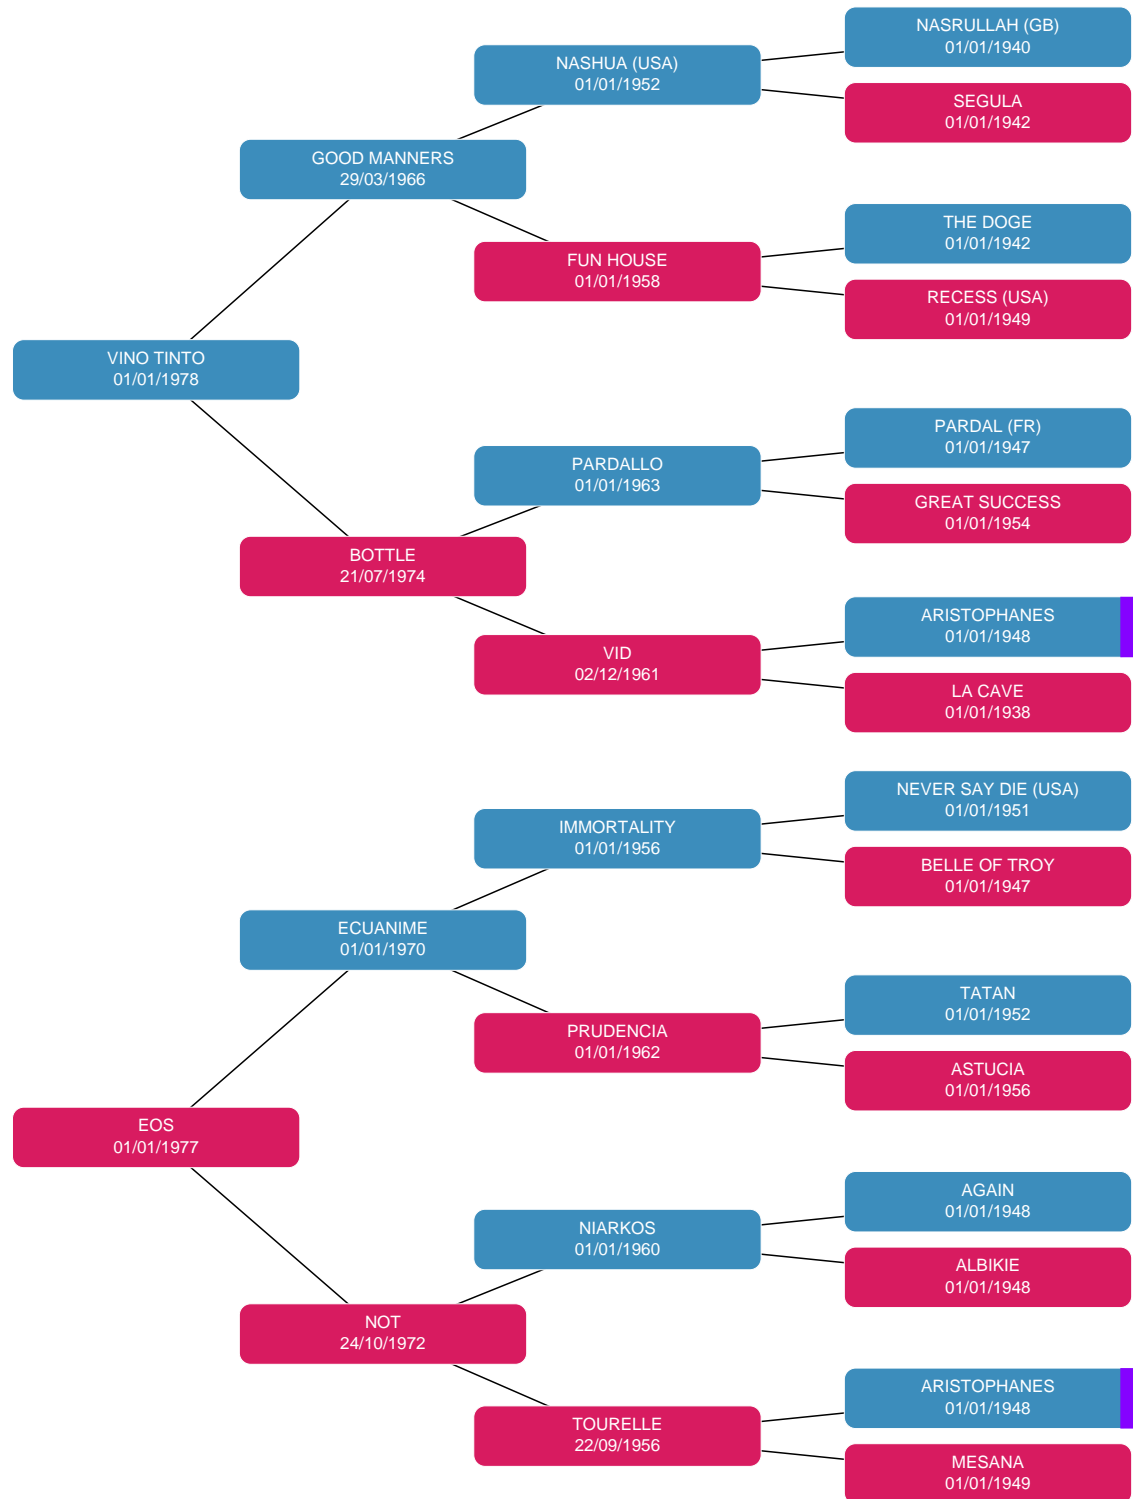 NASRULLAH (GB)
01/01/1940
NASHUA (USA)
01/01/1952
SEGULA
01/01/1942
GOOD MANNERS
29/03/1966
THE DOGE
01/01/1942
FUN HOUSE
01/01/1958
RECESS (USA)
01/01/1949
VINO TINTO
01/01/1978
PARDAL (FR)
01/01/1947
PARDALLO
01/01/1963
GREAT SUCCESS
01/01/1954
BOTTLE
21/07/1974
ARISTOPHANES
01/01/1948
VID
02/12/1961
LA CAVE
01/01/1938
NEVER SAY DIE (USA)
01/01/1951
IMMORTALITY
01/01/1956
BELLE OF TROY
01/01/1947
ECUANIME
01/01/1970
TATAN
01/01/1952
PRUDENCIA
01/01/1962
ASTUCIA
01/01/1956
EOS
01/01/1977
AGAIN
01/01/1948
NIARKOS
01/01/1960
ALBIKIE
01/01/1948
NOT
24/10/1972
ARISTOPHANES
01/01/1948
TOURELLE
22/09/1956
MESANA
01/01/1949